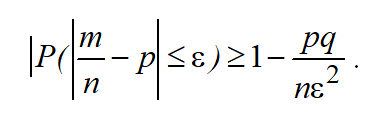 |P(|m/n − p| ≤ ε) ≥ 1 − pq/nε² .